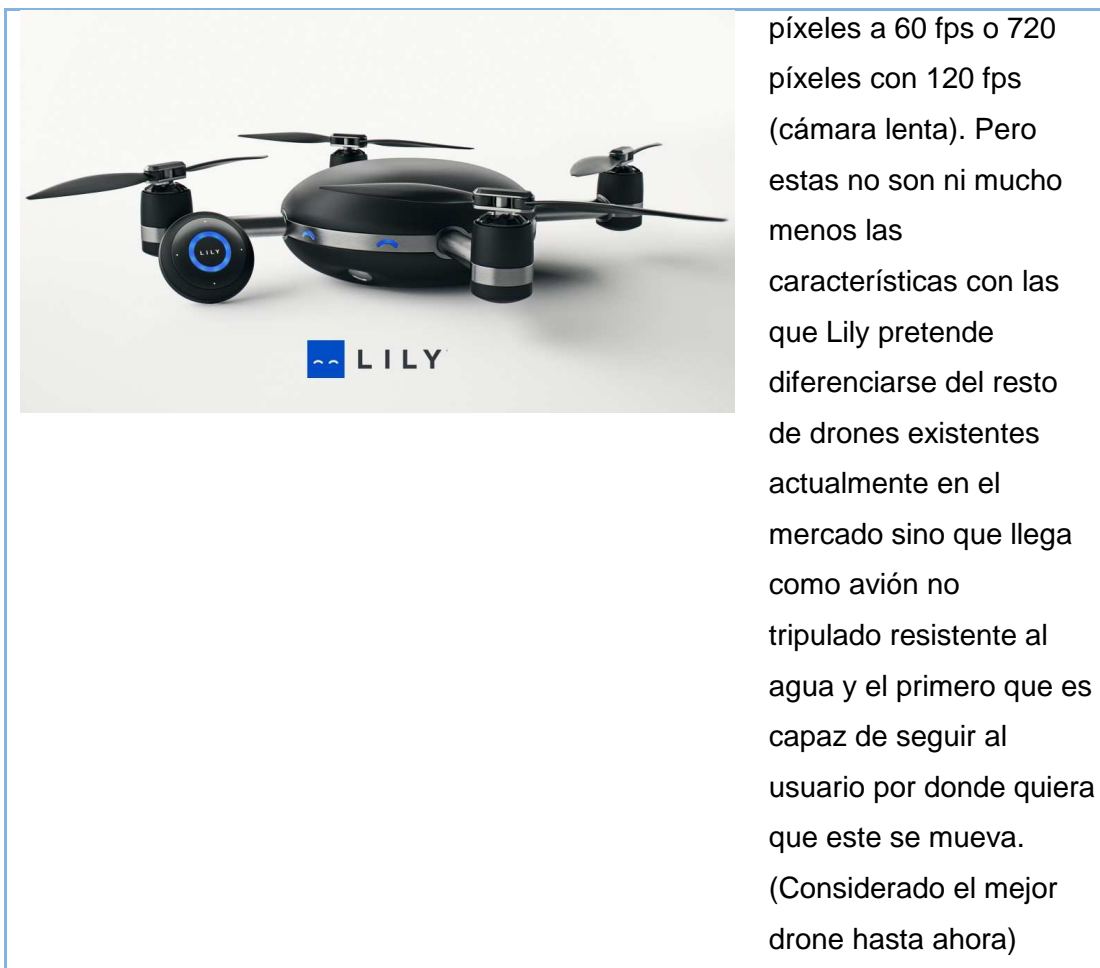 LILY
LILY
píxeles a 60 fps o 720
píxeles con 120 fps
(cámara lenta). Pero
estas no son ni mucho
menos las
características con las
que Lily pretende
diferenciarse del resto
de drones existentes
actualmente en el
mercado sino que llega
como avión no
tripulado resistente al
agua y el primero que es
capaz de seguir al
usuario por donde quiera
que este se mueva.
(Considerado el mejor
drone hasta ahora)